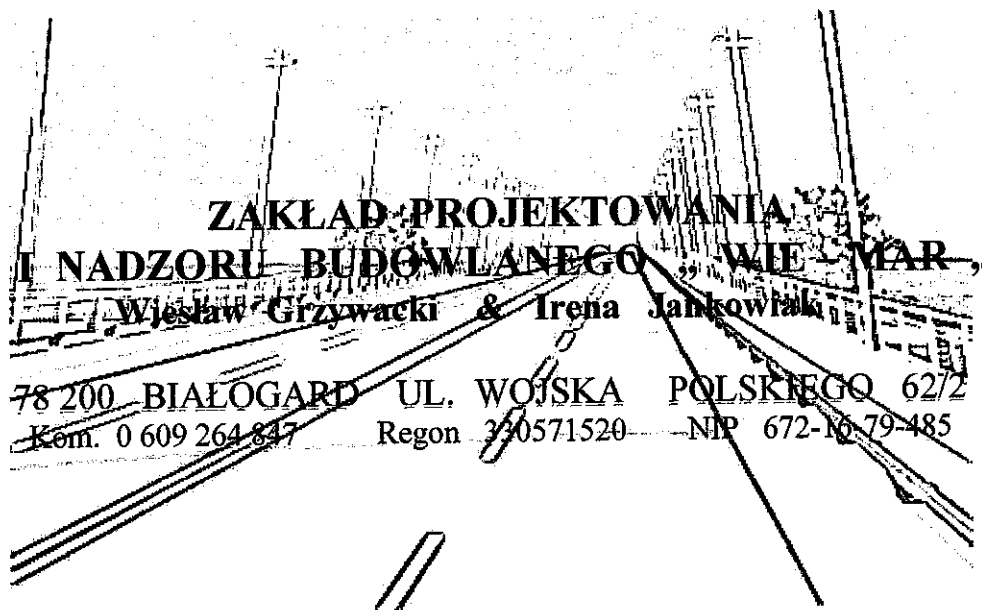 ZAKŁAD PROJEKTOWANIA
I NADZORU BUDOWLANEGO „ WIE MAR „
Wiesław Grzywacki & Irena Jankowiak
78 200 BIAŁOGARD UL. WOJSKA POLSKIEGO 62/2
Kom. 0 609 264 847 Regon 330571520 NIP 672-16-79-485